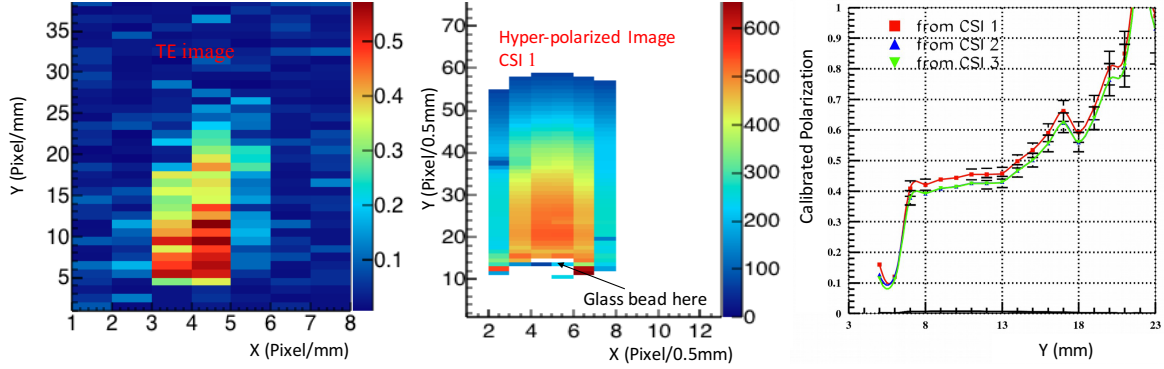 TE image
35
30
25
20
15
10
5
Y (Pixel/mm)
1 2 3 4 5 6 7 8
X (Pixel/mm)
0.5
0.4
0.3
0.2
0.1
Hyper-polarized Image
CSI 1
70
60
50
40
30
20
10
Y (Pixel/0.5mm)
Glass bead here
2 4 6 8 10 12
X (Pixel/0.5mm)
600
500
400
300
200
100
0
from CSI 1
from CSI 2
from CSI 3
1
0.9
0.8
0.7
0.6
0.5
0.4
0.3
0.2
0.1
0
Calibrated Polarization
3 8 13 18 23
Y (mm)